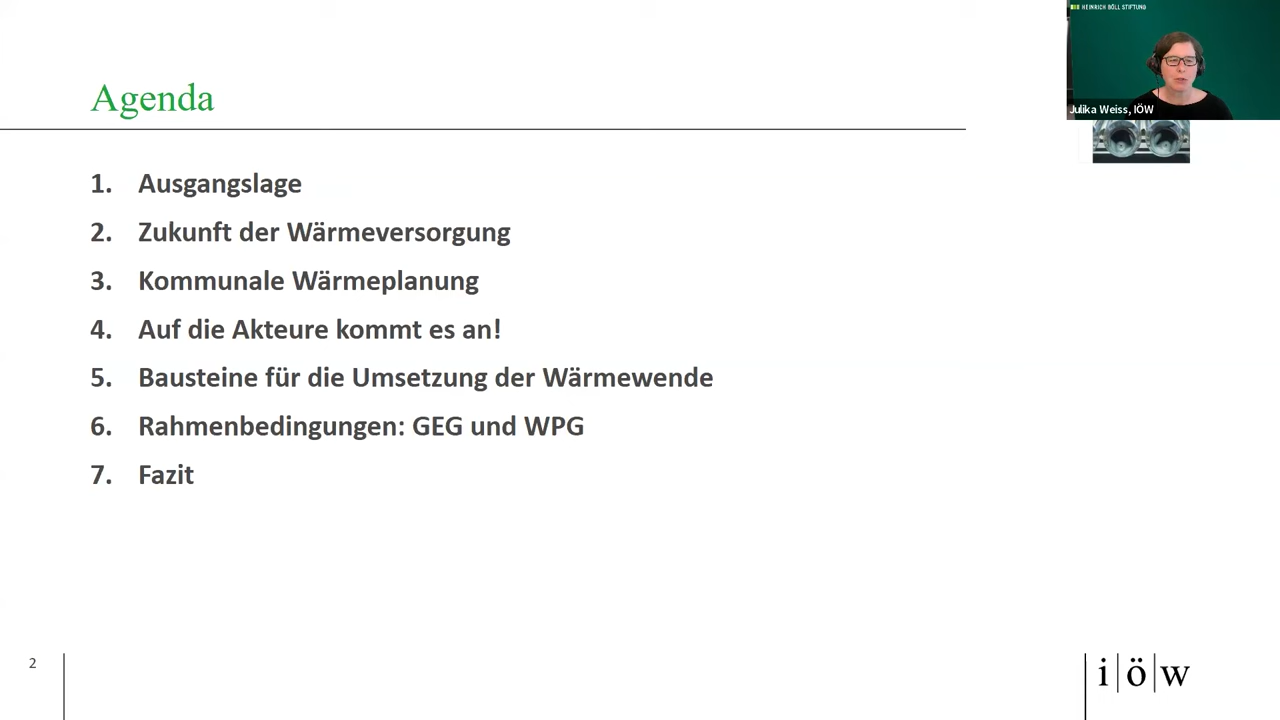 HEINRICH BÖLL STIFTUNG
Julika Weiss, IÖW
Agenda
1. Ausgangslage
2. Zukunft der Wärmeversorgung
3. Kommunale Wärmeplanung
4. Auf die Akteure kommt es an!
5. Bausteine für die Umsetzung der Wärmewende
6. Rahmenbedingungen: GEG und WPG
7. Fazit
2
i|ö|w